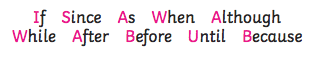 If Since As When Although
While After Before Until Because